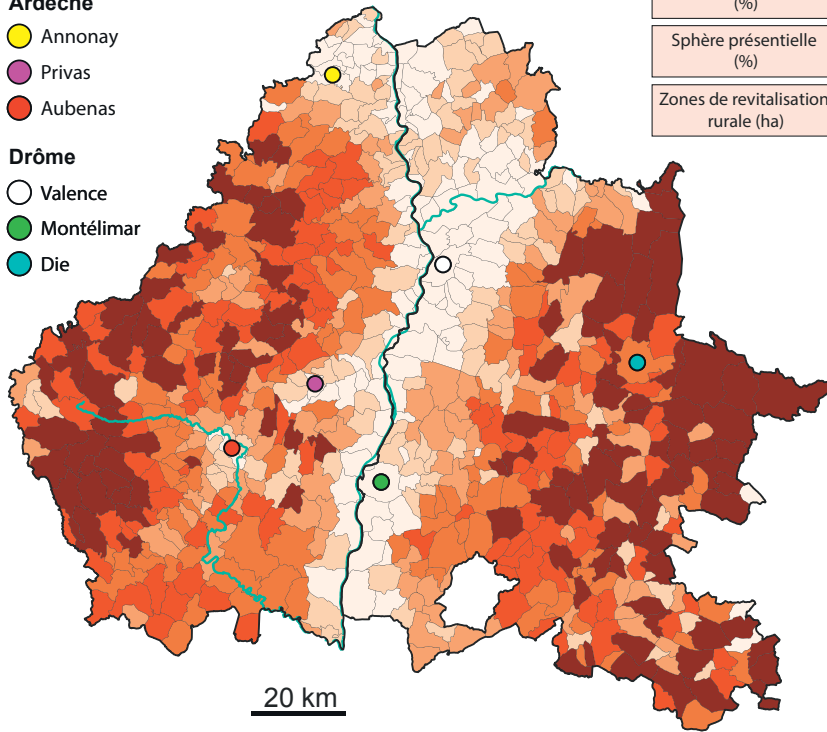 Ardèche
Annonay
Privas
Aubenas
Drôme
Valence
Montélimar
Die
(%)
Sphère présentielle
(%)
Zones de revitalisation
rurale (ha)
20 km